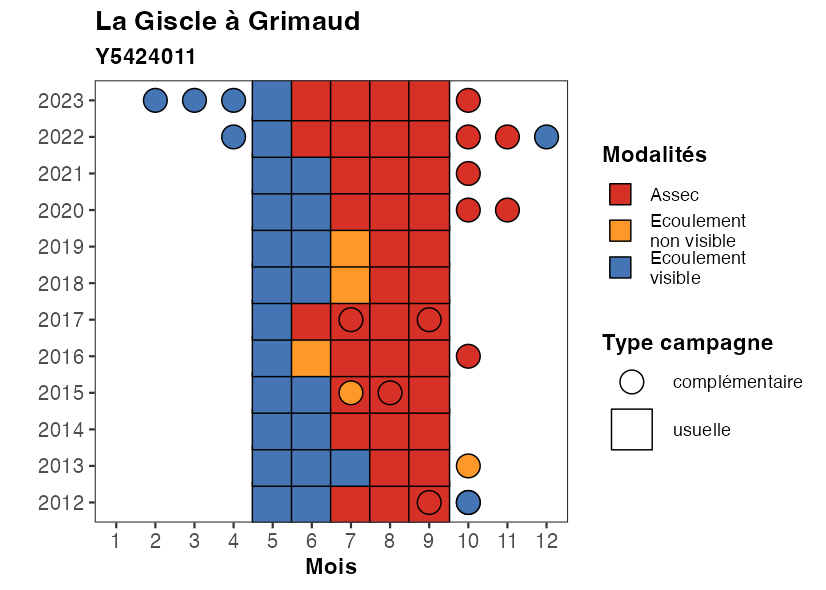 La Giscle à Grimaud
Y5424011
2023
2022
2021
2020
2019
2018
2017
2016
2015
2014
2013
2012
1 2 3 4 5 6 7 8 9 10 11 12
Mois
Modalités
Assec
Ecoulement
non visible
Ecoulement
visible
Type campagne
complémentaire
usuelle